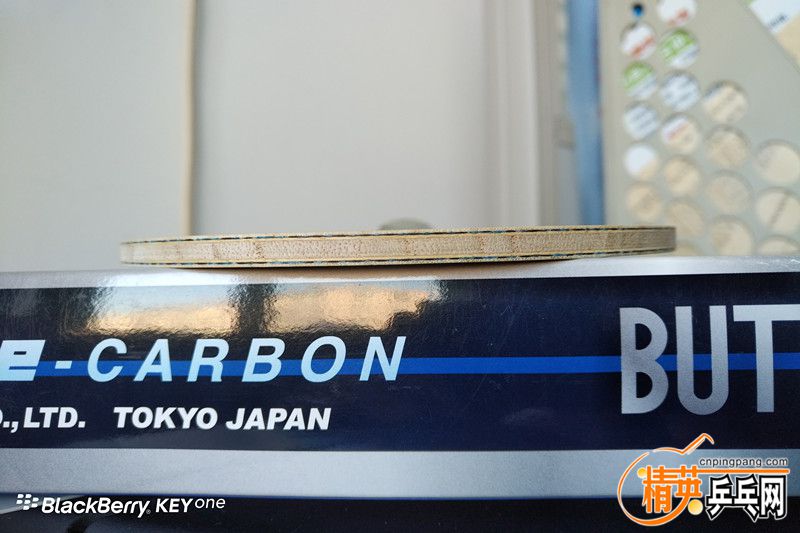 e-CARBON
BUT
O.,LTD. TOKYO JAPAN
cnpingpang.com
精英乒乓网
BlackBerry KEYone